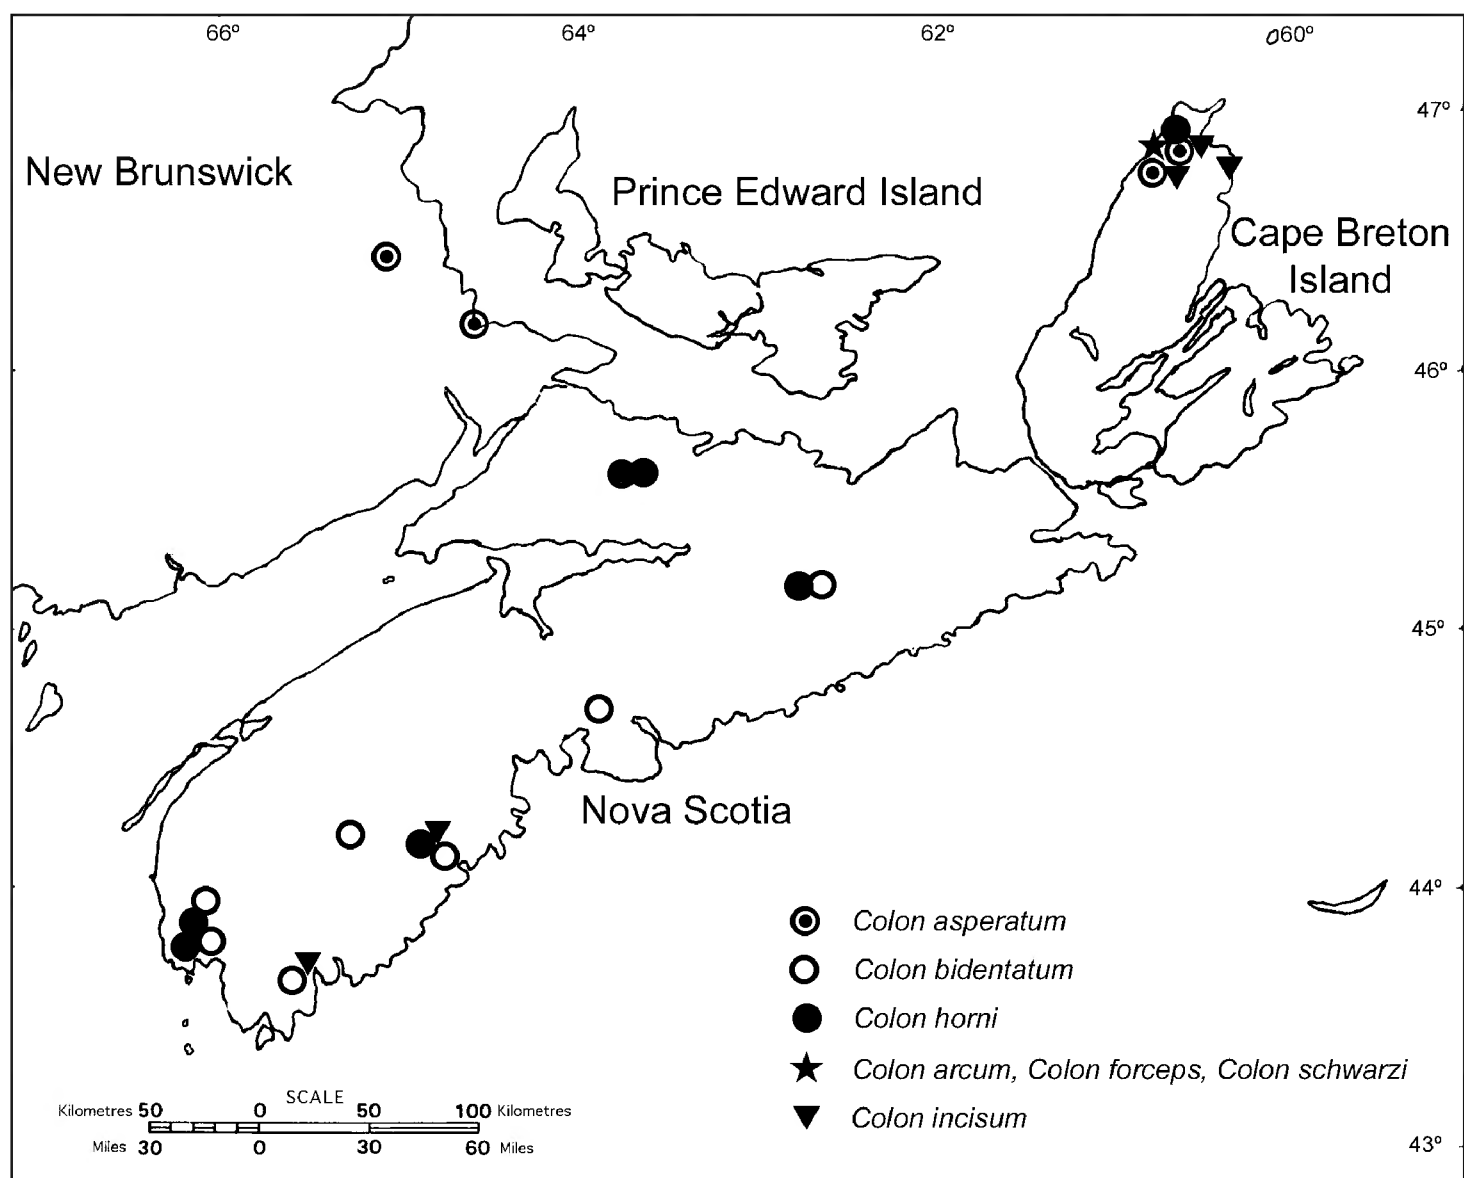 66º 64º 62º 60º
47º
New Brunswick
Prince Edward Island
Cape Breton
Island
46º
45º
Nova Scotia
44º
Colon asperatum
Colon bidentatum
Colon horni
Colon arcum, Colon forceps, Colon schwarzi
Colon incisum
SCALE
Kilometres 50 0 50 100 Kilometres
Miles 30 0 30 60 Miles
43º